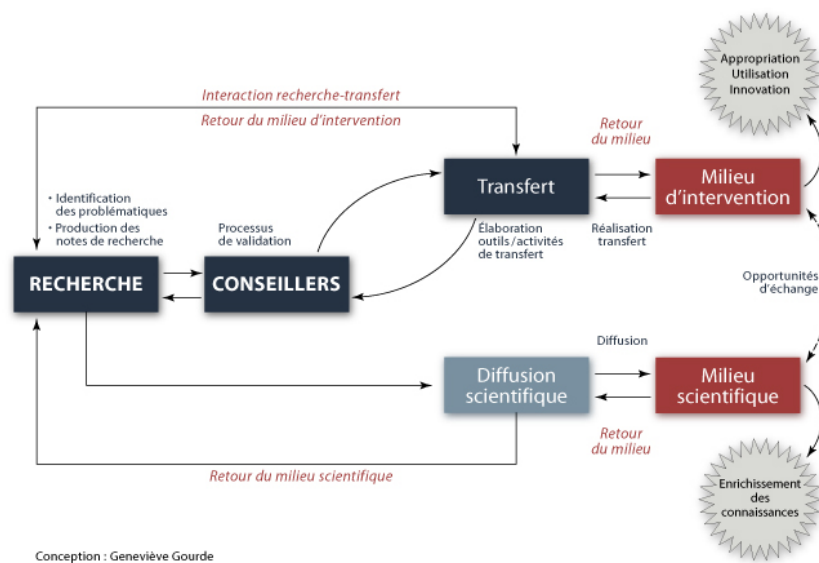 Appropriation
Utilisation
Innovation
Interaction recherche-transfert
Retour du milieu d'intervention
Retour
du milieu
Transfert
Milieu
d'intervention
• Identification
des problématiques
• Production des
notes de recherche
Processus
de validation
Élaboration
outils/activités
de transfert
Réalisation
transfert
RECHERCHE
CONSEILLERS
Opportunités
d'échange
Diffusion
Diffusion
scientifique
Milieu
scientifique
Retour
du milieu
Retour du milieu scientifique
Enrichissement
des
connaissances
Conception : Geneviève Gourde